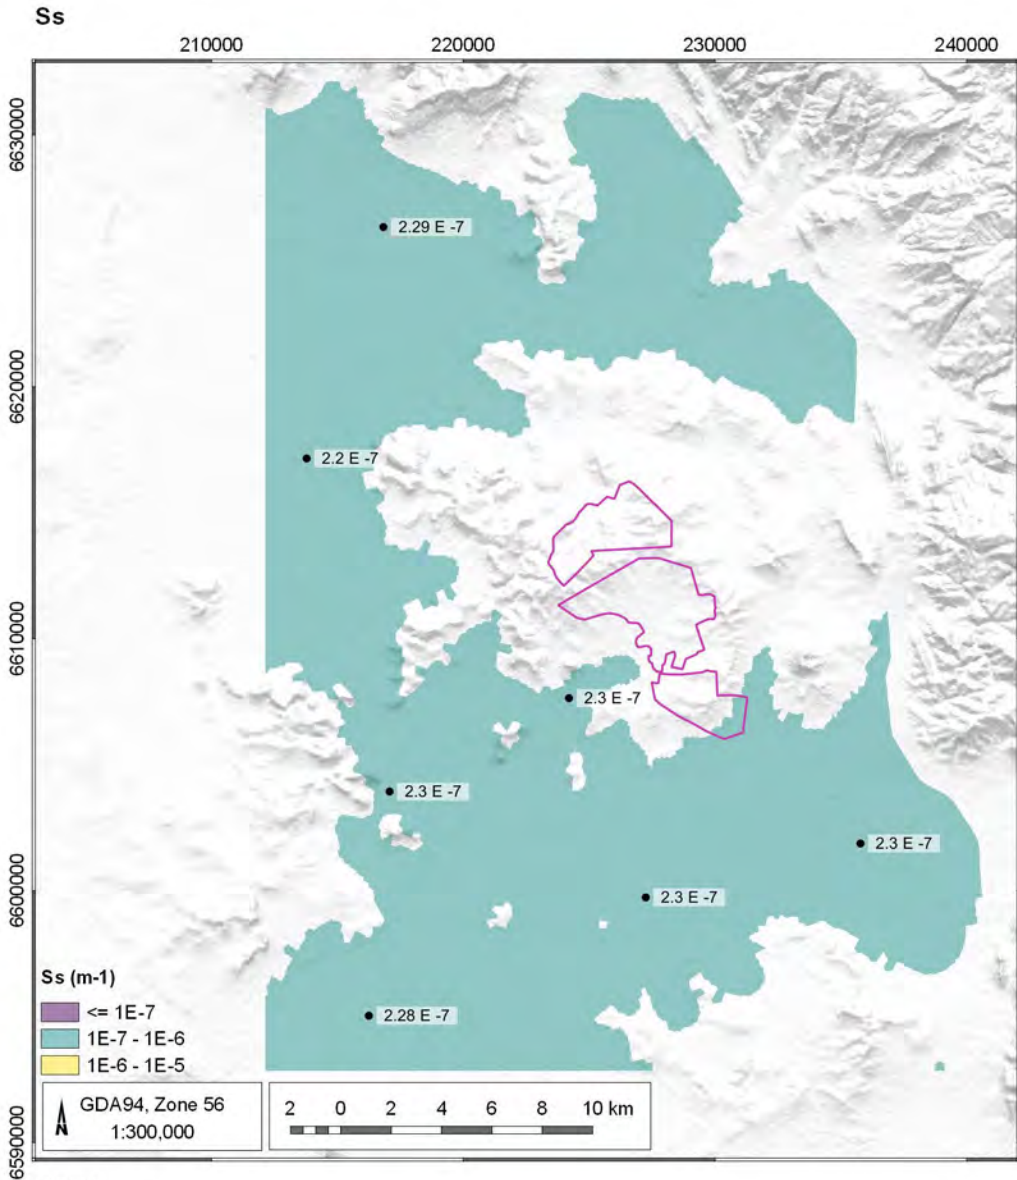 Ss
210000 220000 230000 240000
6630000
2.29 E -7
6620000
2.2 E -7
6610000
2.3 E -7
2.3 E -7
2.3 E -7
6600000
2.3 E -7
2.28 E -7
Ss (m-1)
<= 1E-7
1E-7 - 1E-6
1E-6 - 1E-5
N
GDA94, Zone 56
1:300,000
2 0 2 4 6 8 10 km
6590000